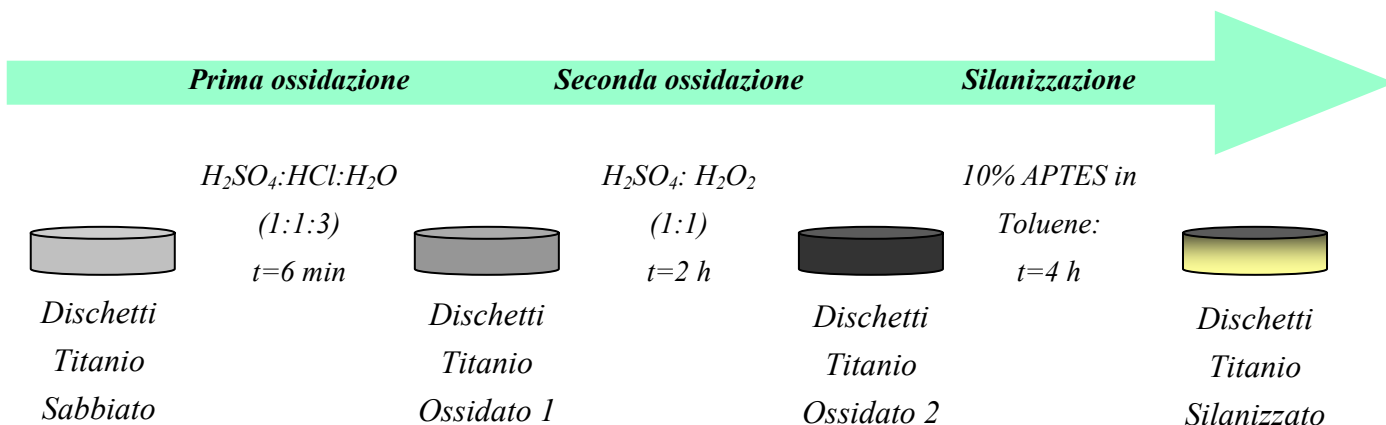 Prima ossidazione Seconda ossidazione Silanizzazione
H₂SO₄:HCl:H₂O
(1:1:3)
t=6 min
H₂SO₄: H₂O₂
(1:1)
t=2 h
10% APTES in
Toluene:
t=4 h
Dischetti
Titanio
Sabbiato
Dischetti
Titanio
Ossidato 1
Dischetti
Titanio
Ossidato 2
Dischetti
Titanio
Silanizzato